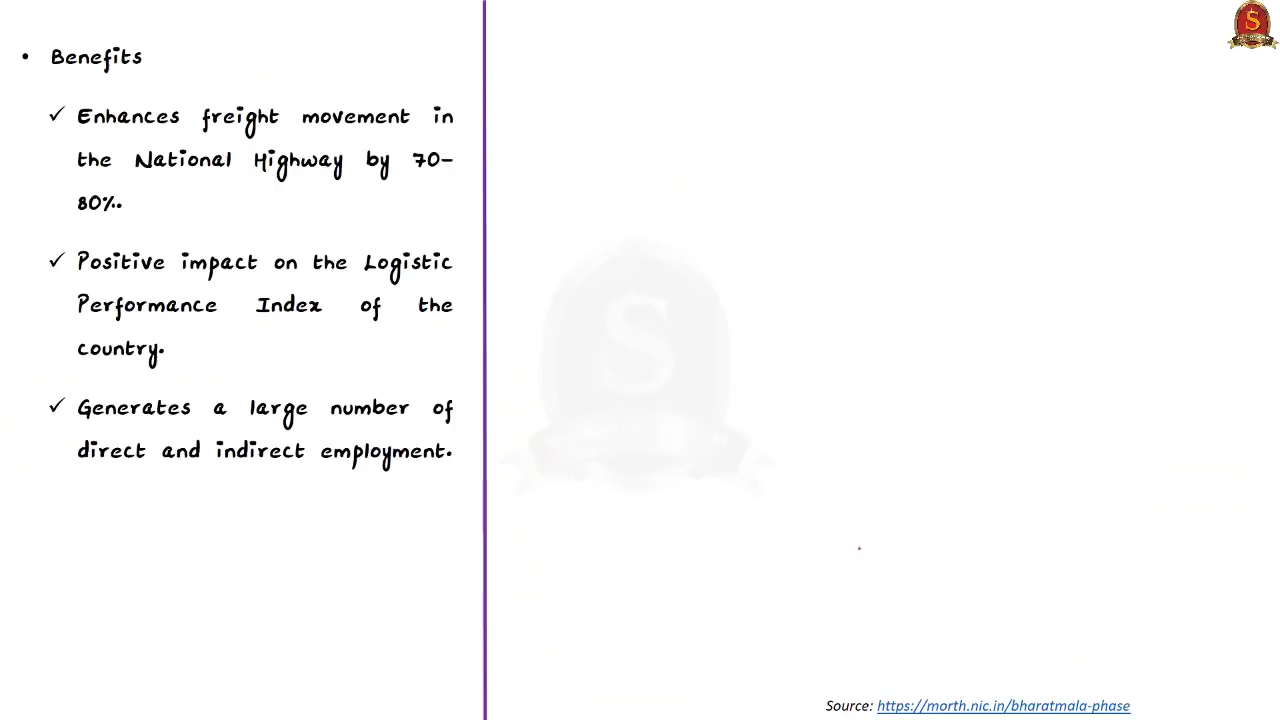 • Benefits
✓ Enhances freight movement in
the National Highway by 70-
80%.
✓ Positive impact on the Logistic
Performance Index of the
country.
✓ Generates a large number of
direct and indirect employment.
S
S
Source: https://morth.nic.in/bharatmala-phase